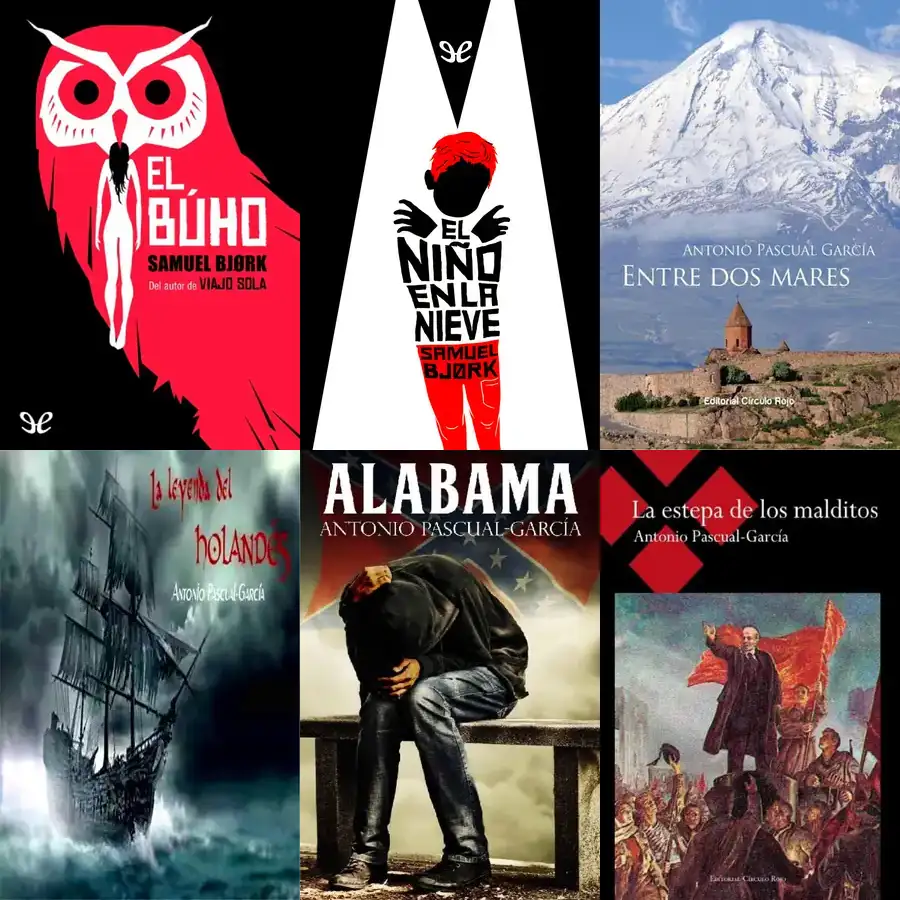 EL
BÚHO
SAMUEL BJØRK
Del autor de VIAJO SOLA
EL
NIÑO
EN LA
NIEVE
SAMUEL
BJØRK
ANTONIO PASCUAL GARCÍA
ENTRE DOS MARES
Editorial Círculo Rojo
La leyenda del
holandés
Antonio Pascual-García
ALABAMA
ANTONIO PASCUAL-GARCÍA
La estepa de los malditos
Antonio Pascual-García
EDITORIAL CÍRCULO ROJO